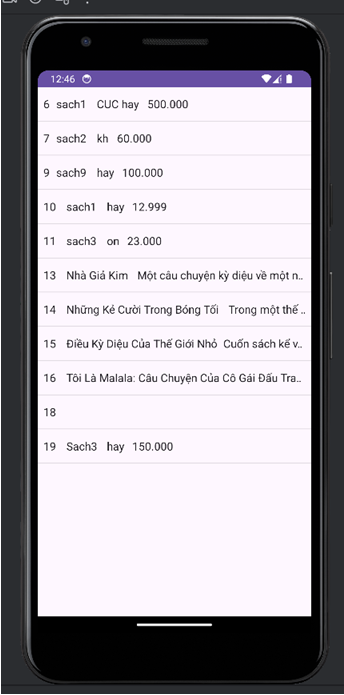 12:46
6 sach1 CUC hay 500.000
7 sach2 kh 60.000
9 sach9 hay 100.000
10 sach1 hay 12.999
11 sach3 on 23.000
13 Nhà Giả Kim Một câu chuyện kỳ diệu về một n..
14 Những Kẻ Cười Trong Bóng Tối Trong một thế ..
15 Điều Kỳ Diệu Của Thế Giới Nhỏ Cuốn sách kể v..
16 Tôi Là Malala: Câu Chuyện Của Cô Gái Đấu Tra..
18
19 Sach3 hay 150.000